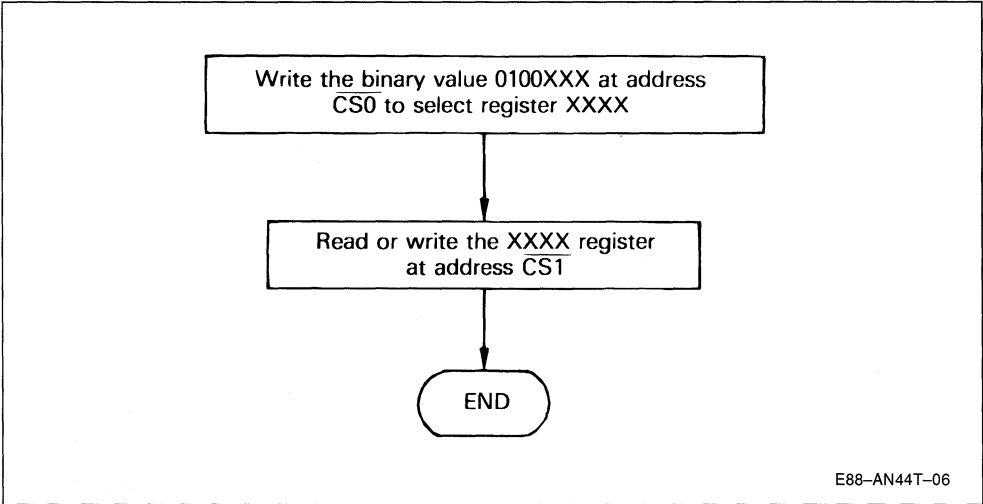 Write the binary value 0100XXX at address
CS0 to select register XXXX
Read or write the XXXX register
at address CS1
END
E88–AN44T–06